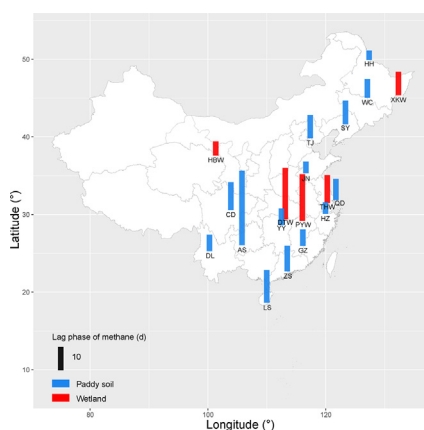 50
40
30
20
10
Latitude (°)
HH
WC
XKW
SY
TJ
HBW
JN
CD
THW
QD
DTW
PYW
HZ
YY
DL
AS
GZ
ZS
LS
Lag phase of methane (d)
10
Paddy soil
Wetland
80
100
120
Longitude (°)